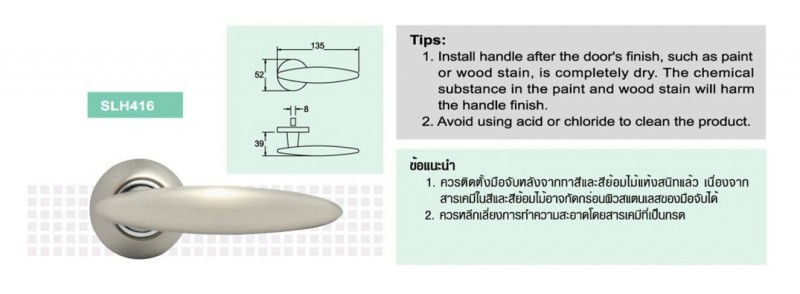 SLH416
135
52
8
39
Tips:
1. Install handle after the door's finish, such as paint
or wood stain, is completely dry. The chemical
substance in the paint and wood stain will harm
the handle finish.
2. Avoid using acid or chloride to clean the product.
ข้อแนะนำ
1. ควรติดตั้งมือจับหลังจากทาสีและสีย้อมไม้แห้งสนิทแล้ว เนื่องจาก
สารเคมีในสีและสีย้อมไม้อาจกัดกร่อนผิวสแตนเลสของมือจับได้
2. ควรหลีกเลี่ยงการทำความสะอาดโดยสารเคมีที่เป็นกรด